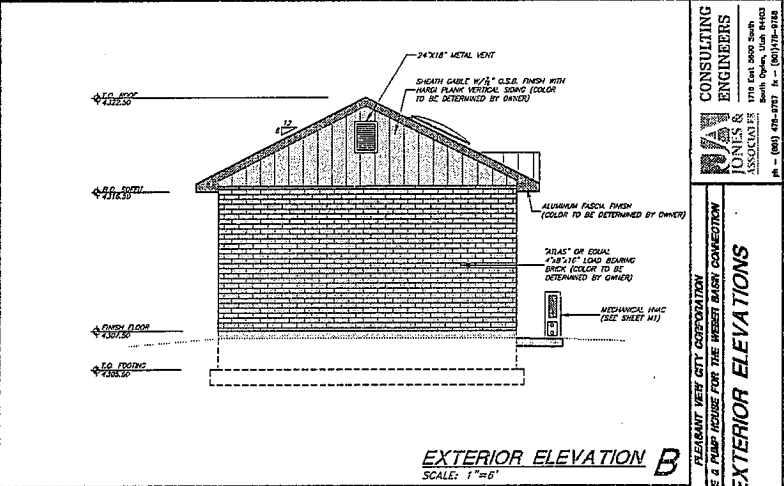 24"X18" METAL VENT
SHEATH GABLE W/ O.S.B. FINISH WITH
HARDI PLANK VERTICAL SIDING (COLOR
TO BE DETERMINED BY OWNER)
T.O. ROOF
4322.50
12
6
B.O. SOFFIT
4316.50
ALUMINUM FASCIA FINISH
(COLOR TO BE DETERMINED BY OWNER)
"ATLAS" OR EQUAL
4"x8"x16" LOAD BEARING
BRICK (COLOR TO BE
DETERMINED BY OWNER)
MECHANICAL HVAC
(SEE SHEET M1)
FINISH FLOOR
4307.50
T.O. FOOTING
4305.50
EXTERIOR ELEVATION B
SCALE: 1"=6'
CONSULTING
ENGINEERS
JONES &
ASSOCIATES
1716 East 5600 South
South Ogden, Utah 84403
ph - (801) 476-9767 fx - (801)476-9768
PLEASANT VIEW CITY CORPORATION
& PUMP HOUSE FOR THE WEBER BASIN CONNECTION
EXTERIOR ELEVATIONS